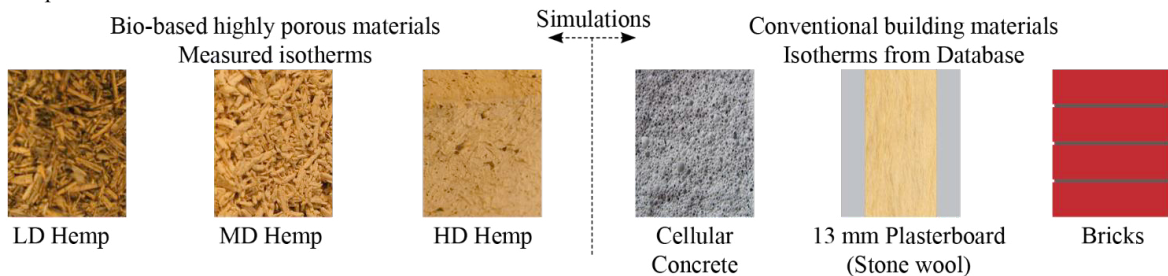 Simulations
Bio-based highly porous materials
Measured isotherms
Conventional building materials
Isotherms from Database
LD Hemp
MD Hemp
HD Hemp
Cellular
Concrete
13 mm Plasterboard
(Stone wool)
Bricks